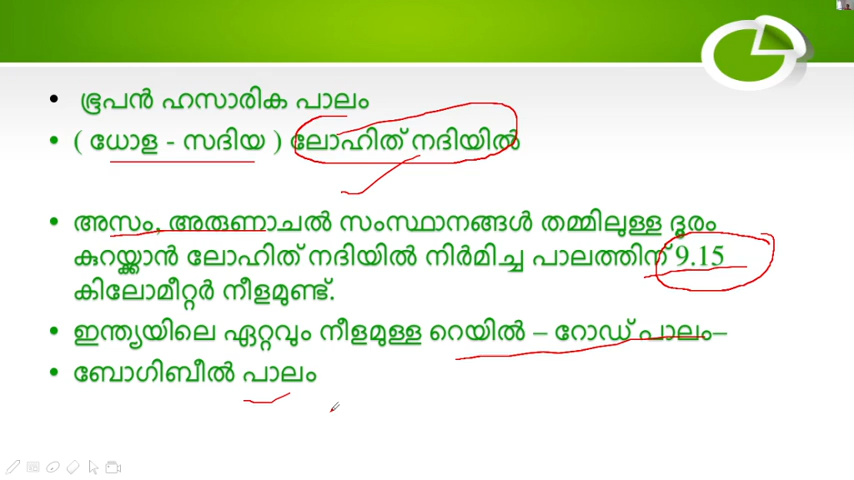 ഭൂപൻ ഹസാരിക പാലം
( ധോള - സദിയ ) ലോഹിത് നദിയിൽ
അസം, അരുണാചൽ സംസ്ഥാനങ്ങൾ തമ്മിലുള്ള ദൂരം
കുറയ്ക്കാൻ ലോഹിത് നദിയിൽ നിർമിച്ച പാലത്തിന് 9.15
കിലോമീറ്റർ നീളമുണ്ട്.
ഇന്ത്യയിലെ ഏറ്റവും നീളമുള്ള റെയിൽ – റോഡ് പാലം–
ബോഗിബീൽ പാലം